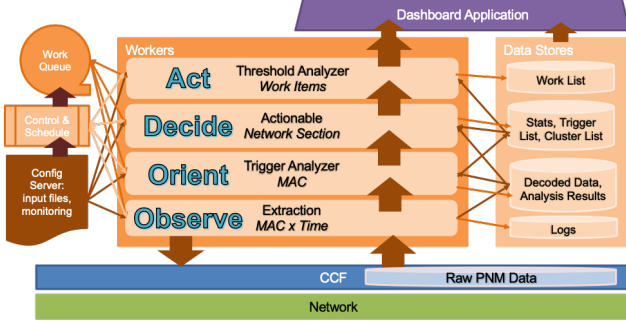 Dashboard Application
Work
Queue
Control &
Schedule
Config
Server:
input files,
monitoring
Workers
Act
Threshold Analyzer
Work Items
Decide
Actionable
Network Section
Orient
Trigger Analyzer
MAC
Observe
Extraction
MAC x Time
Data Stores
Work List
Stats, Trigger
List, Cluster List
Decoded Data,
Analysis Results
Logs
CCF
Raw PNM Data
Network